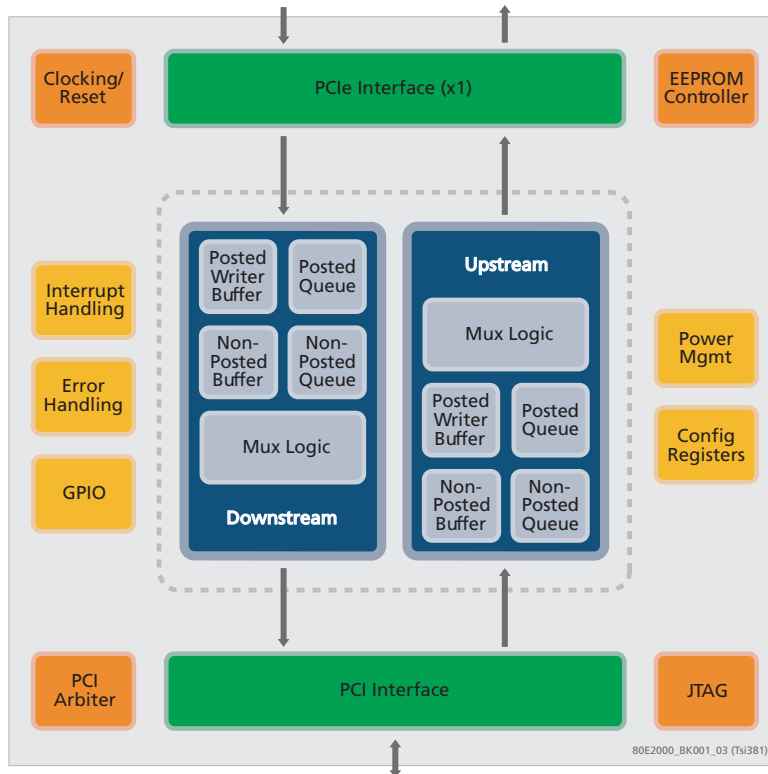 Clocking/
Reset
PCIe Interface (x1)
EEPROM
Controller
Interrupt
Handling
Error
Handling
GPIO
Posted
Writer
Buffer
Posted
Queue
Non-
Posted
Buffer
Non-
Posted
Queue
Mux Logic
Downstream
Upstream
Mux Logic
Posted
Writer
Buffer
Posted
Queue
Non-
Posted
Buffer
Non-
Posted
Queue
Power
Mgmt
Config
Registers
PCI
Arbiter
PCI Interface
JTAG
80E2000_BK001_03 (Tsi381)